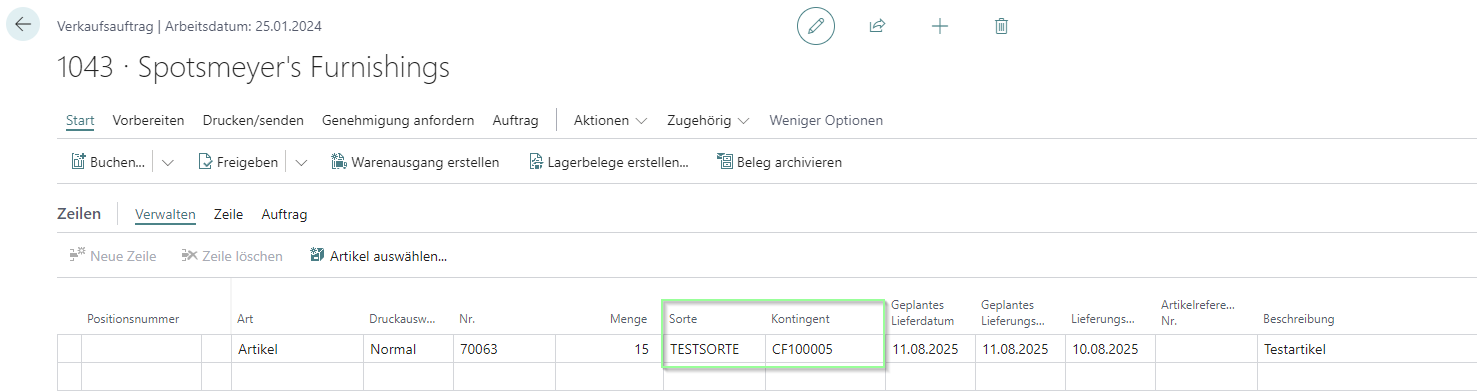 Verkaufsauftrag | Arbeitsdatum: 25.01.2024
1043 · Spotsmeyer's Furnishings
Start Vorbereiten Drucken/senden Genehmigung anfordern Auftrag Aktionen Zugehörig Weniger Optionen
Buchen... Freigeben Warenausgang erstellen Lagerbelege erstellen... Beleg archivieren
Zeilen Verwalten Zeile Auftrag
Neue Zeile Zeile löschen Artikel auswählen...
Positionsnummer Art Druckausw... Nr. Menge Sorte Kontingent Geplantes Lieferdatum Geplantes Lieferungs... Lieferungs... Artikelrefere... Nr. Beschreibung
Artikel Normal 70063 15 TESTSORTE CF100005 11.08.2025 11.08.2025 10.08.2025 Testartikel